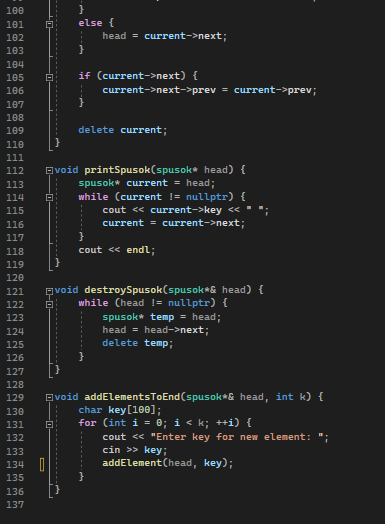 100         }
101         else {
102             head = current->next;
103         }
104
105         if (current->next) {
106             current->next->prev = current->prev;
107         }
108
109         delete current;
110     }
111
112     void printSpusok(spusok* head) {
113         spusok* current = head;
114         while (current != nullptr) {
115             cout << current->key << " ";
116             current = current->next;
117         }
118         cout << endl;
119     }
120
121     void destroySpusok(spusok*& head) {
122         while (head != nullptr) {
123             spusok* temp = head;
124             head = head->next;
125             delete temp;
126         }
127     }
128
129     void addElementsToEnd(spusok*& head, int k) {
130         char key[100];
131         for (int i = 0; i < k; ++i) {
132             cout << "Enter key for new element: ";
133             cin >> key;
134             addElement(head, key);
135         }
136     }
137